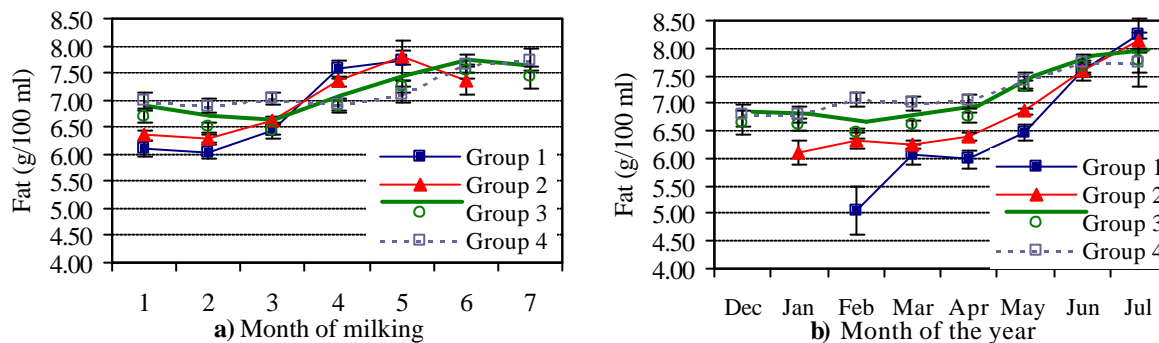 Fat (g/100 ml)
8.50
8.00
7.50
7.00
6.50
6.00
5.50
5.00
4.50
4.00
Group 1
Group 2
Group 3
Group 4
1 2 3 4 5 6 7
a) Month of milking
Fat (g/100 ml)
8.50
8.00
7.50
7.00
6.50
6.00
5.50
5.00
4.50
4.00
Group 1
Group 2
Group 3
Group 4
Dec Jan Feb Mar Apr May Jun Jul
b) Month of the year